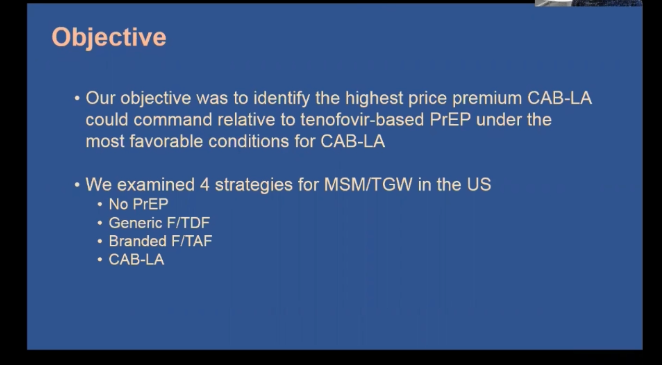 Objective
• Our objective was to identify the highest price premium CAB-LA
could command relative to tenofovir-based PrEP under the
most favorable conditions for CAB-LA
• We examined 4 strategies for MSM/TGW in the US
• No PrEP
• Generic F/TDF
• Branded F/TAF
• CAB-LA